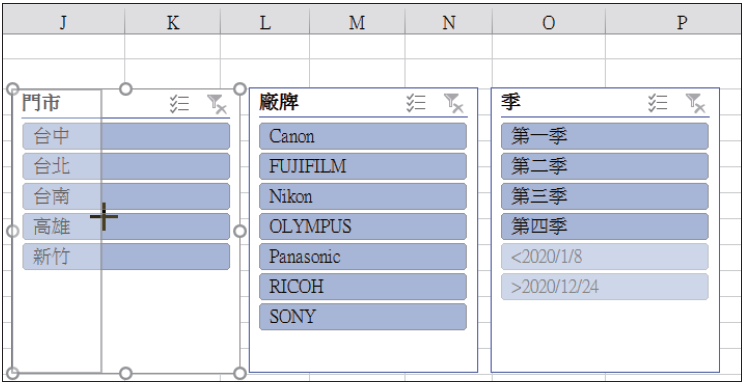 J K L M N O P
門市
台中
台北
台南
高雄
新竹
廠牌
Canon
FUJIFILM
Nikon
OLYMPUS
Panasonic
RICOH
SONY
季
第一季
第二季
第三季
第四季
<2020/1/8
>2020/12/24